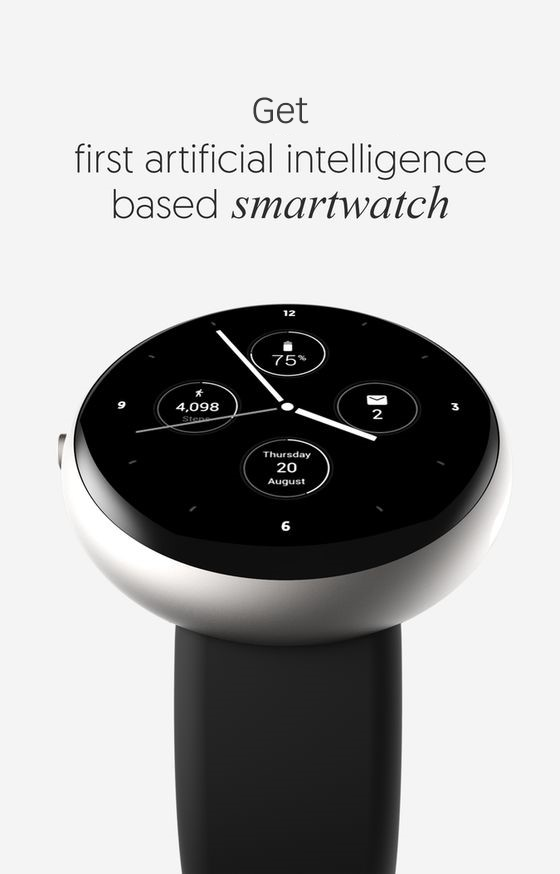 Get
first artificial intelligence
based smartwatch
12
75%
9
4,098
Steps
2
3
Thursday
20
August
6